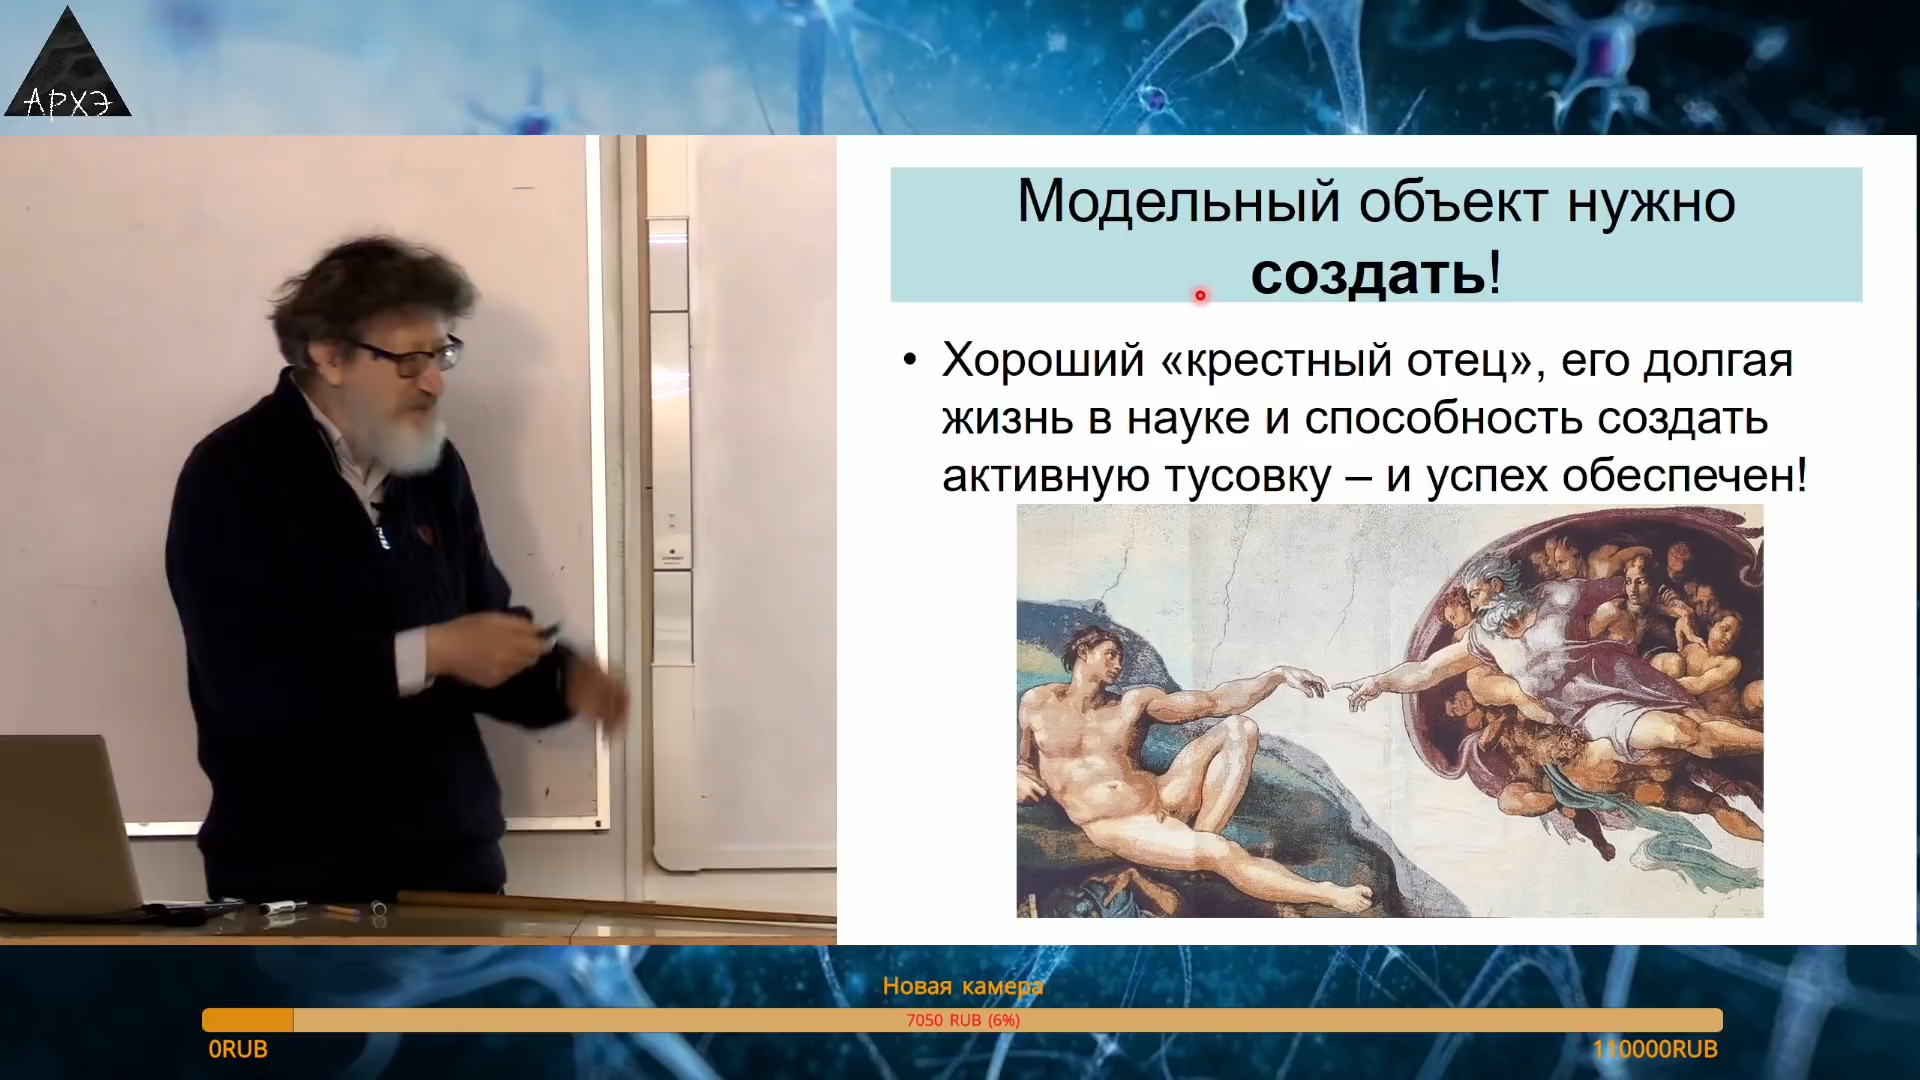 АРХЭ
Модельный объект нужно
создать!
• Хороший «крестный отец», его долгая
жизнь в науке и способность создать
активную тусовку – и успех обеспечен!
Новая камера
7050 RUB (6%)
0RUB
110000RUB